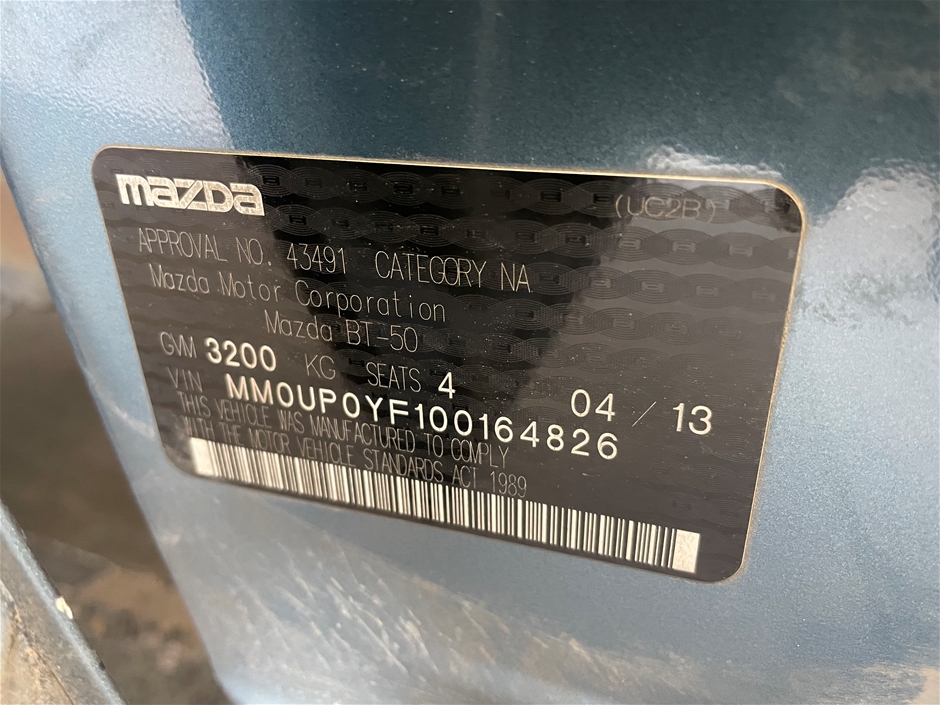 mazda
(UC2B')
APPROVAL NO. 43491 CATEGORY NA
Mazda Motor Corporation
Mazda BT-50
GVM 3200 KG SEATS 4 04 / 13
VIN MM0UP0YF100164826
THIS VEHICLE WAS MANUFACTURED TO COMPLY
WITH THE MOTOR VEHICLE STANDARDS ACT 1989